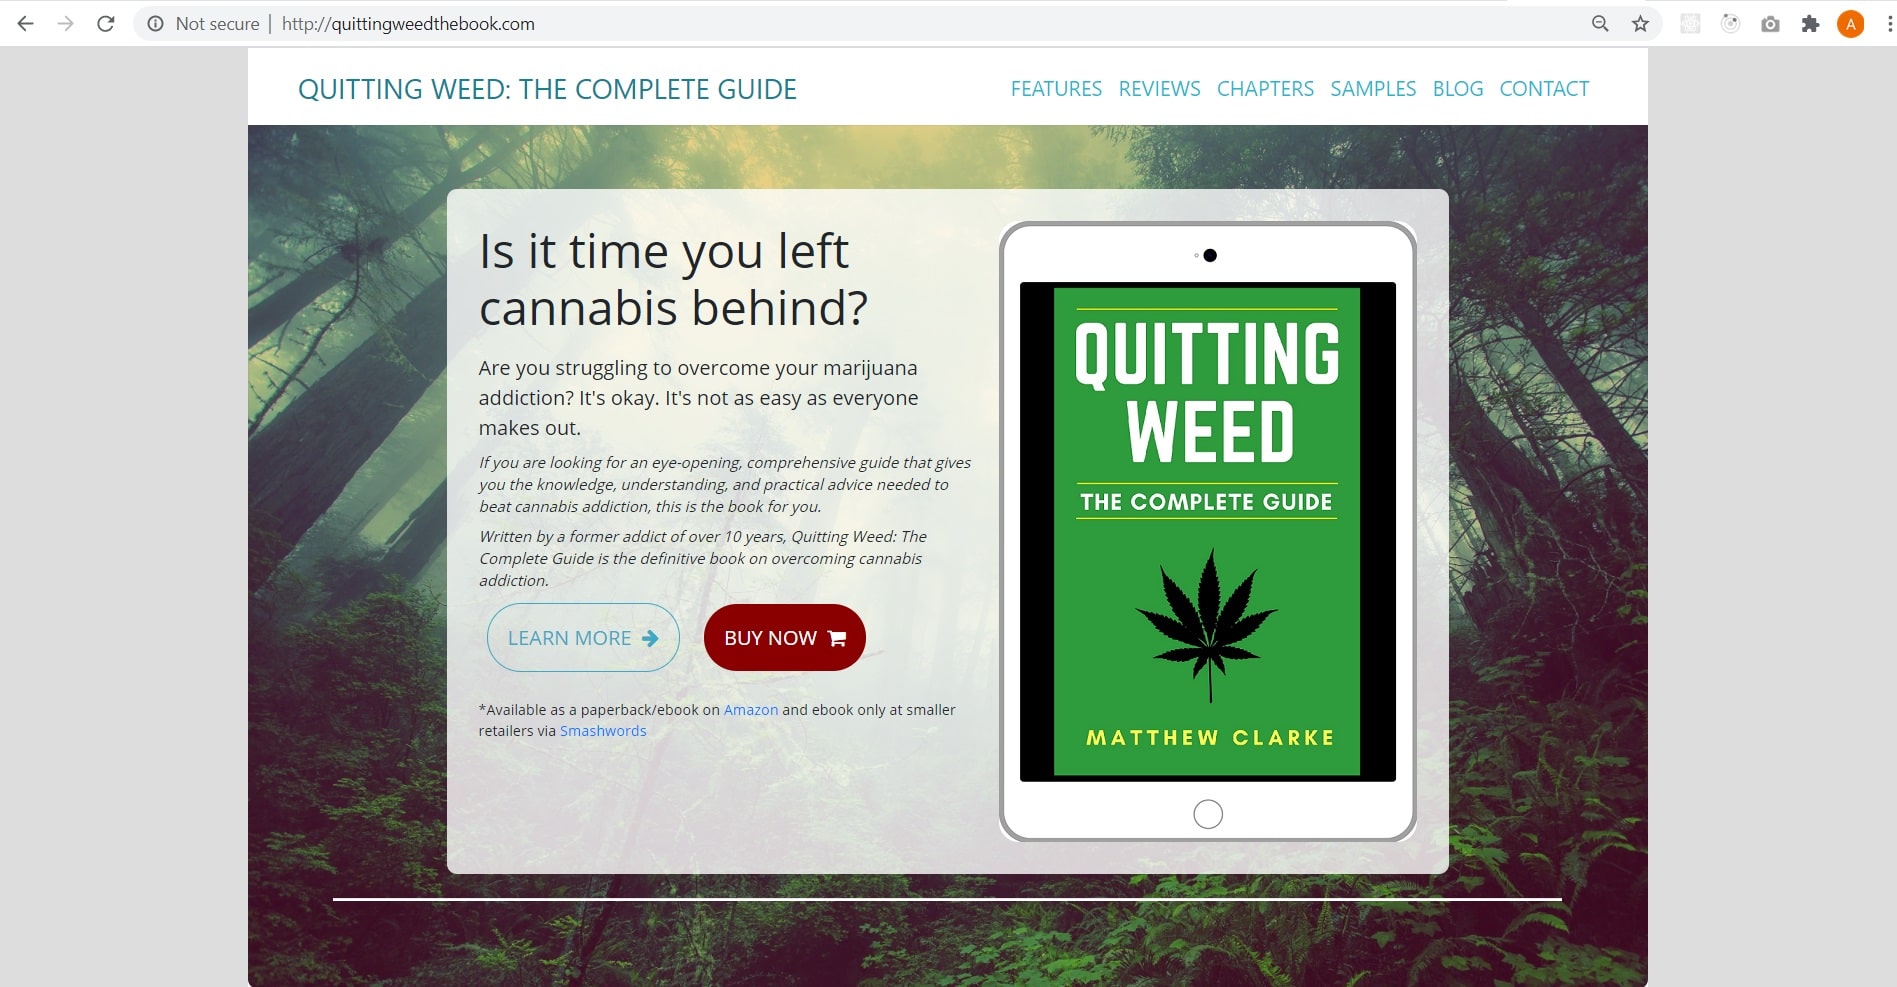 Not secure | http://quittingweedthebook.com
A
QUITTING WEED: THE COMPLETE GUIDE
FEATURES REVIEWS CHAPTERS SAMPLES BLOG CONTACT
Is it time you left
cannabis behind?
Are you struggling to overcome your marijuana
addiction? It's okay. It's not as easy as everyone
makes out.
If you are looking for an eye-opening, comprehensive guide that gives
you the knowledge, understanding, and practical advice needed to
beat cannabis addiction, this is the book for you.
Written by a former addict of over 10 years, Quitting Weed: The
Complete Guide is the definitive book on overcoming cannabis
addiction.
LEARN MORE
BUY NOW
*Available as a paperback/ebook on Amazon and ebook only at smaller
retailers via Smashwords
QUITTING
WEED
THE COMPLETE GUIDE
MATTHEW CLARKE